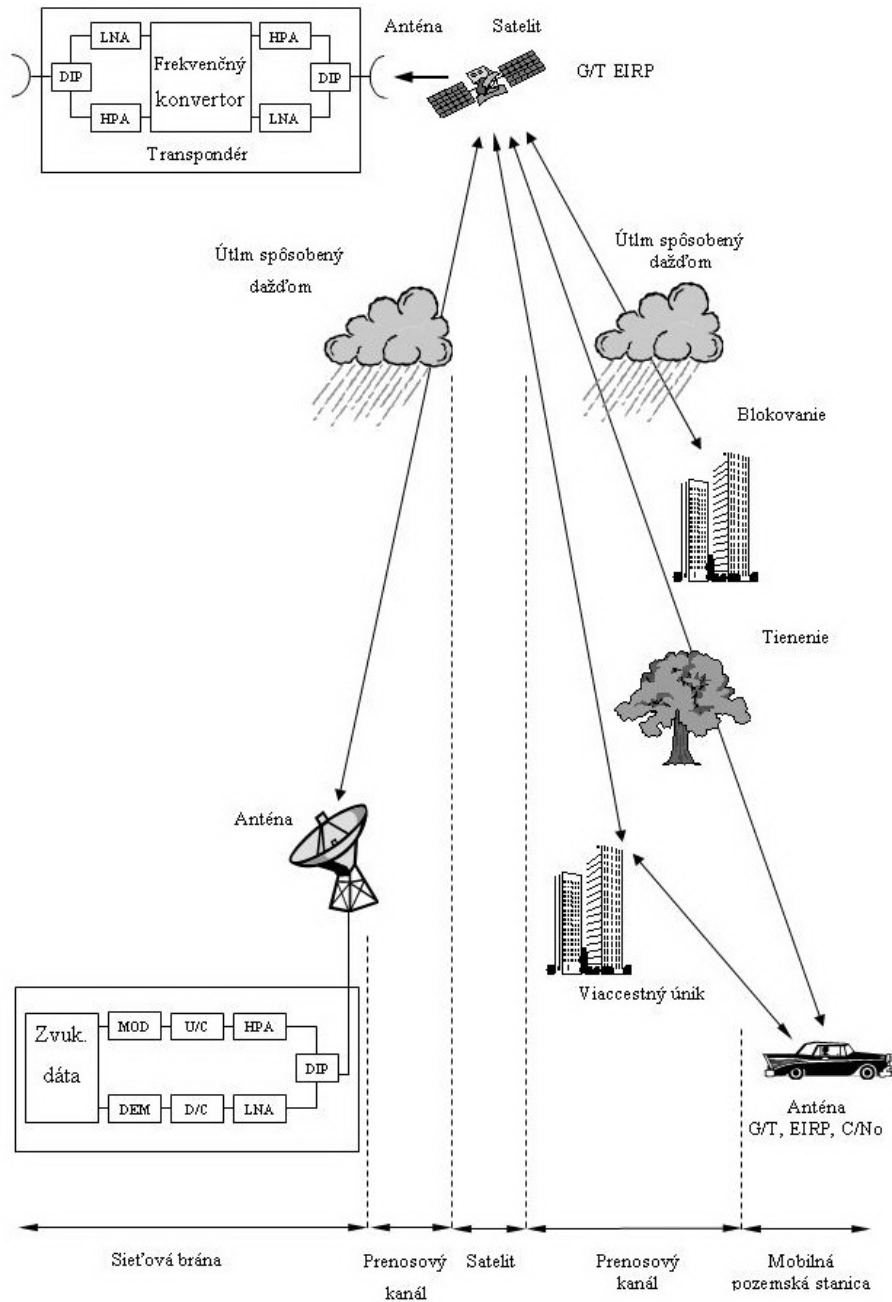 LNA
HPA
DIP
Frekvenčný
konvertor
DIP
HPA
LNA
Transpondér
Anténa
Satelit
G/T EIRP
Útlm spôsobený
dažďom
Útlm spôsobený
dažďom
Blokovanie
Tienenie
Anténa
Viaccestný únik
Zvuk.
dáta
MOD
U/C
HPA
DIP
DEM
D/C
LNA
Anténa
G/T, EIRP, C/No
Sieťová brána
Prenosový
kanál
Satelit
Prenosový
kanál
Mobilná
pozemská stanica